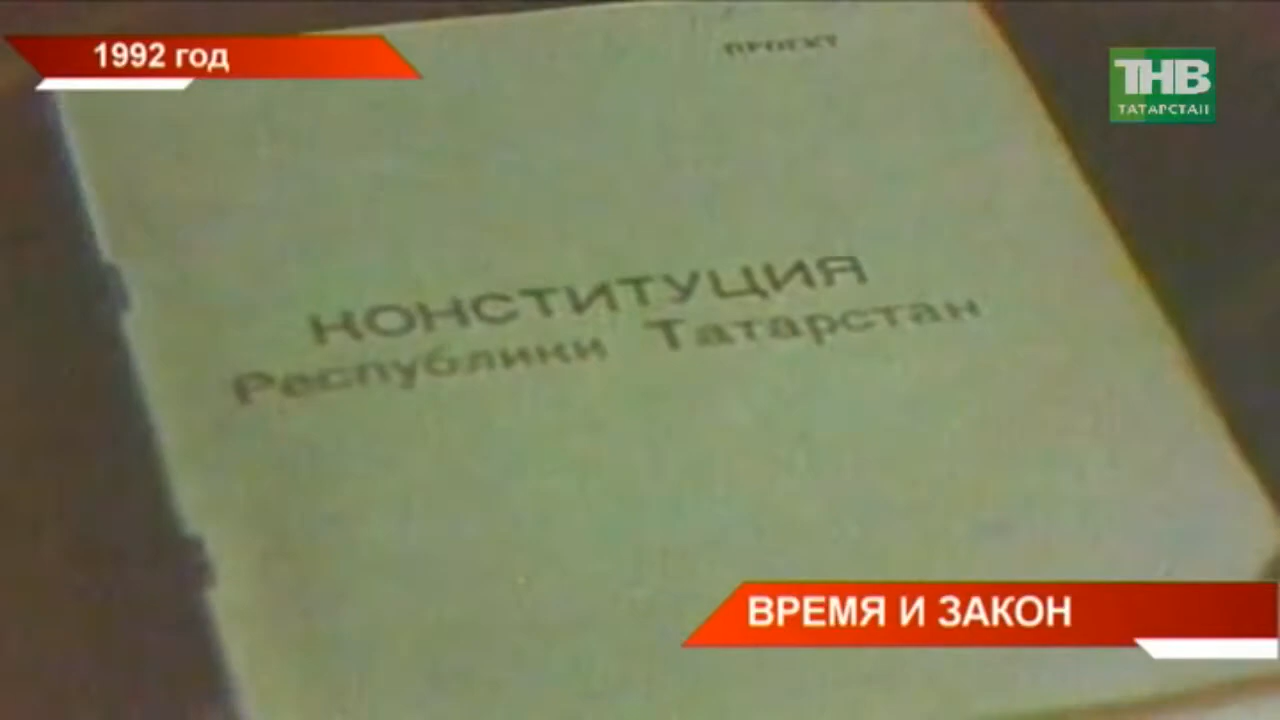 1992 год
ПРОЕКТ
ТНВ
ТАТАРСТАН
КОНСТИТУЦИЯ
Республики Татарстан
ВРЕМЯ И ЗАКОН